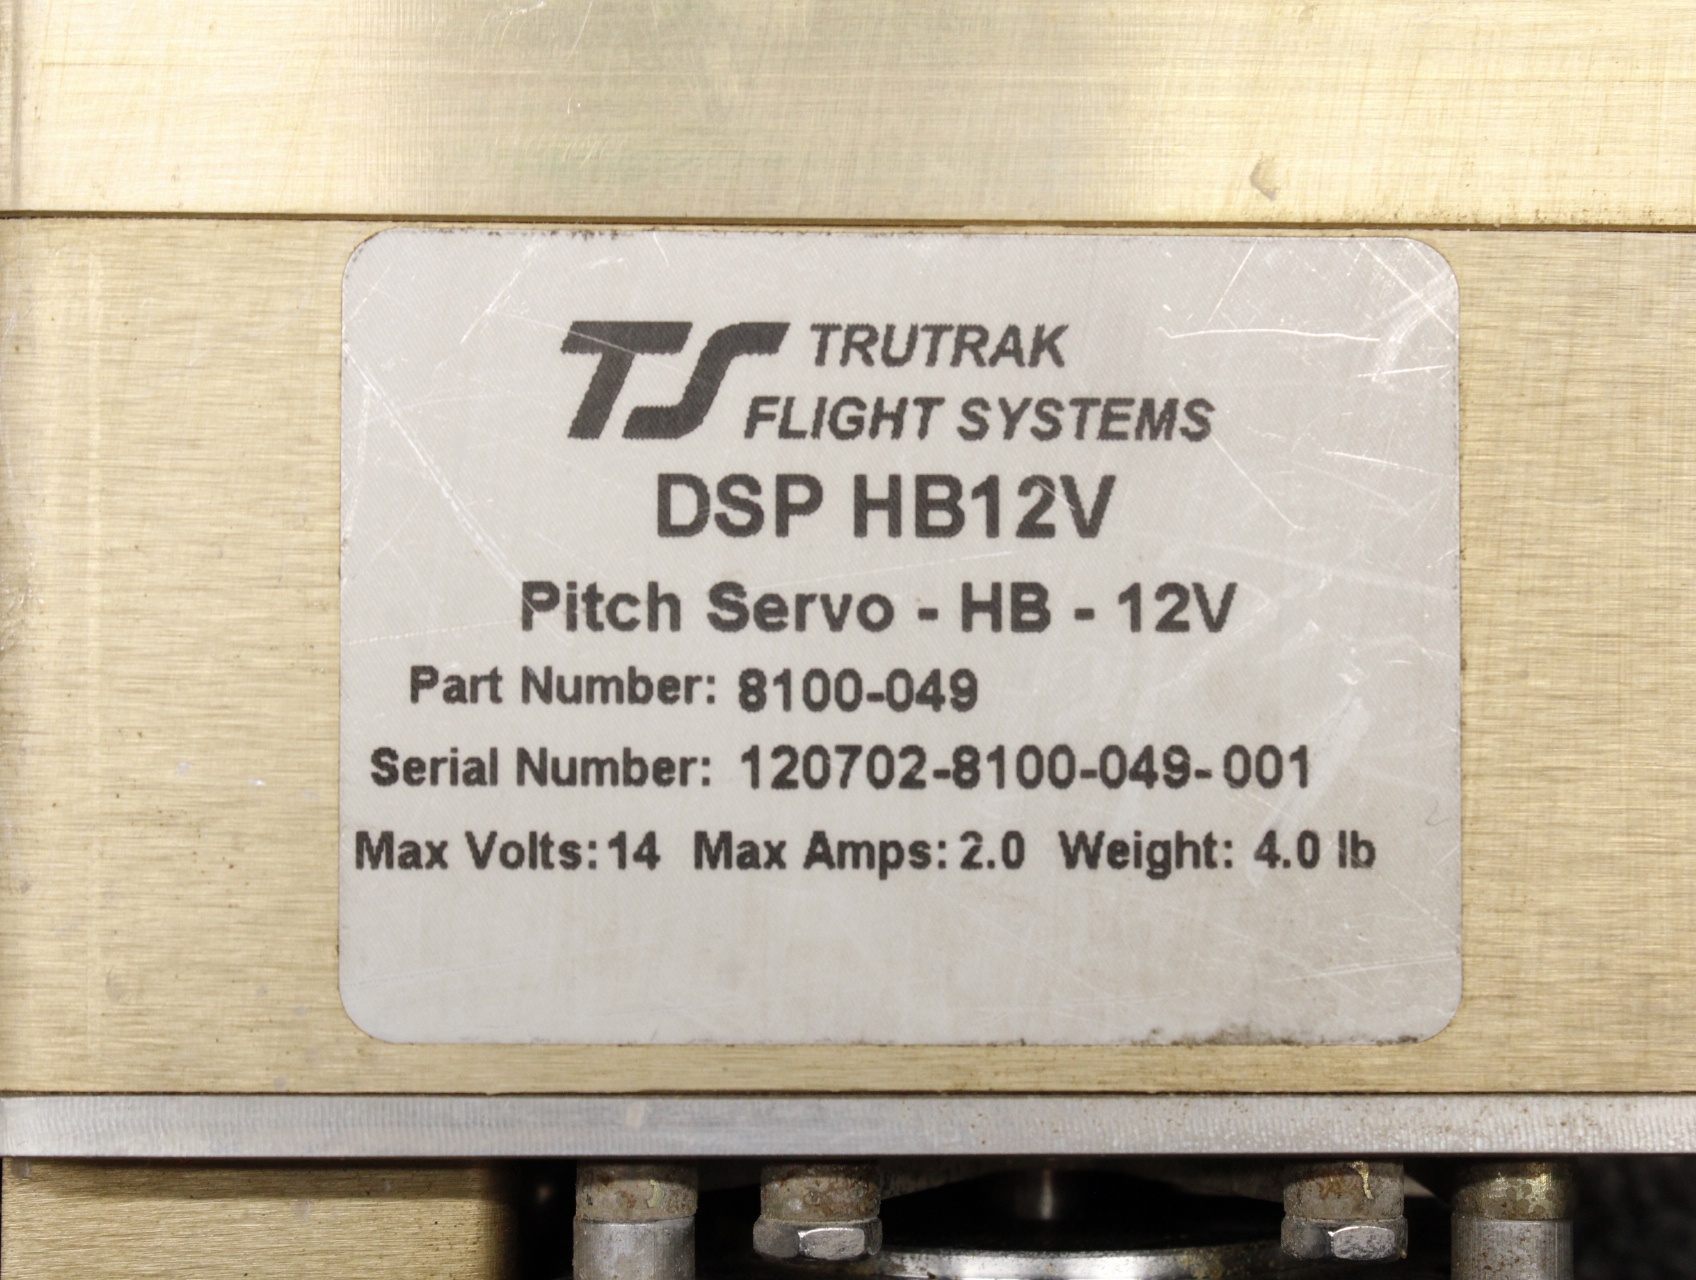 TS TRUTRAK
FLIGHT SYSTEMS
DSP HB12V
Pitch Servo - HB - 12V
Part Number: 8100-049
Serial Number: 120702-8100-049-001
Max Volts: 14 Max Amps: 2.0 Weight: 4.0 lb